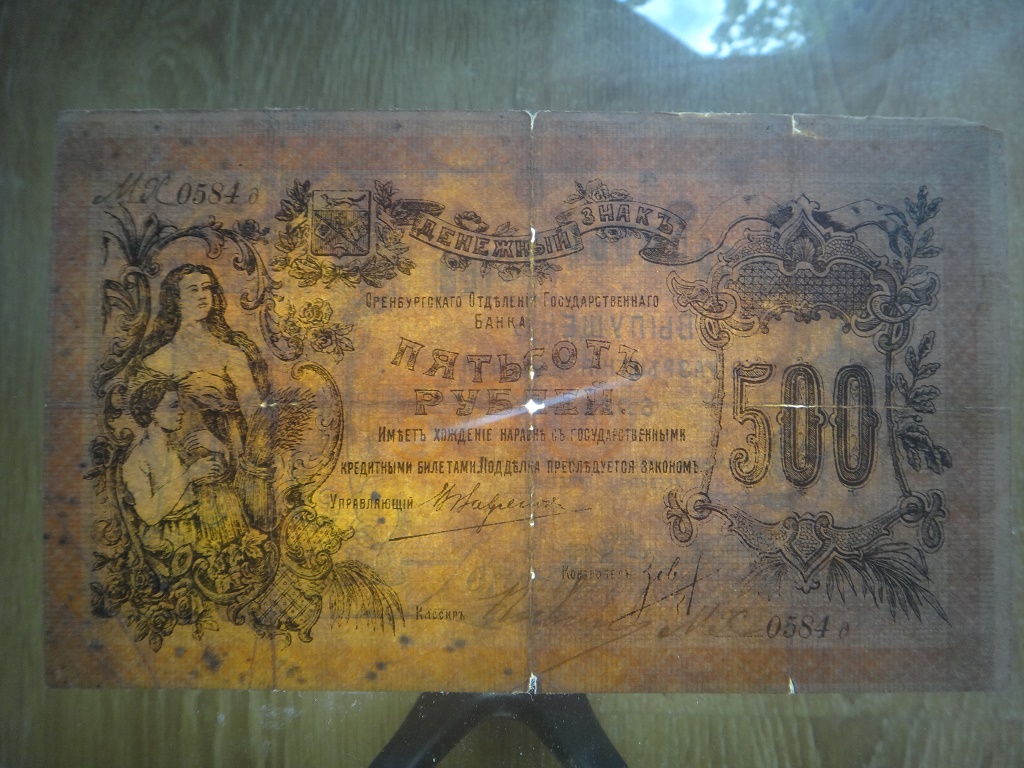 МХ 0584 д
ДЕНЕЖНЫЙ ЗНАКЪ
ОРЕНБУРГСКАГО ОТДѢЛЕНІЯ ГОСУДАРСТВЕННАГО
БАНКА
ПЯТЬСОТЪ
РУБЛЕЙ.
500
ИМѢЕТЪ ХОЖДЕНІЕ НАРАВНѢ СЪ ГОСУДАРСТВЕННЫМИ
КРЕДИТНЫМИ БИЛЕТАМИ. ПОДДѢЛКА ПРЕСЛѢДУЕТСЯ ЗАКОНОМЪ.
УПРАВЛЯЮЩІЙ
КОНТРОЛЕРЪ
КАССИРЪ
МХ 0584 д